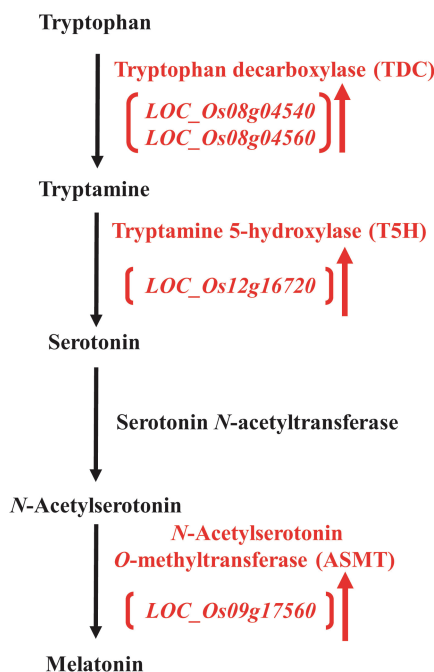 Tryptophan
Tryptophan decarboxylase (TDC)
LOC_Os08g04540
LOC_Os08g04560
Tryptamine
Tryptamine 5-hydroxylase (T5H)
LOC_Os12g16720
Serotonin
Serotonin N-acetyltransferase
N-Acetylserotonin
N-Acetylserotonin
O-methyltransferase (ASMT)
LOC_Os09g17560
Melatonin